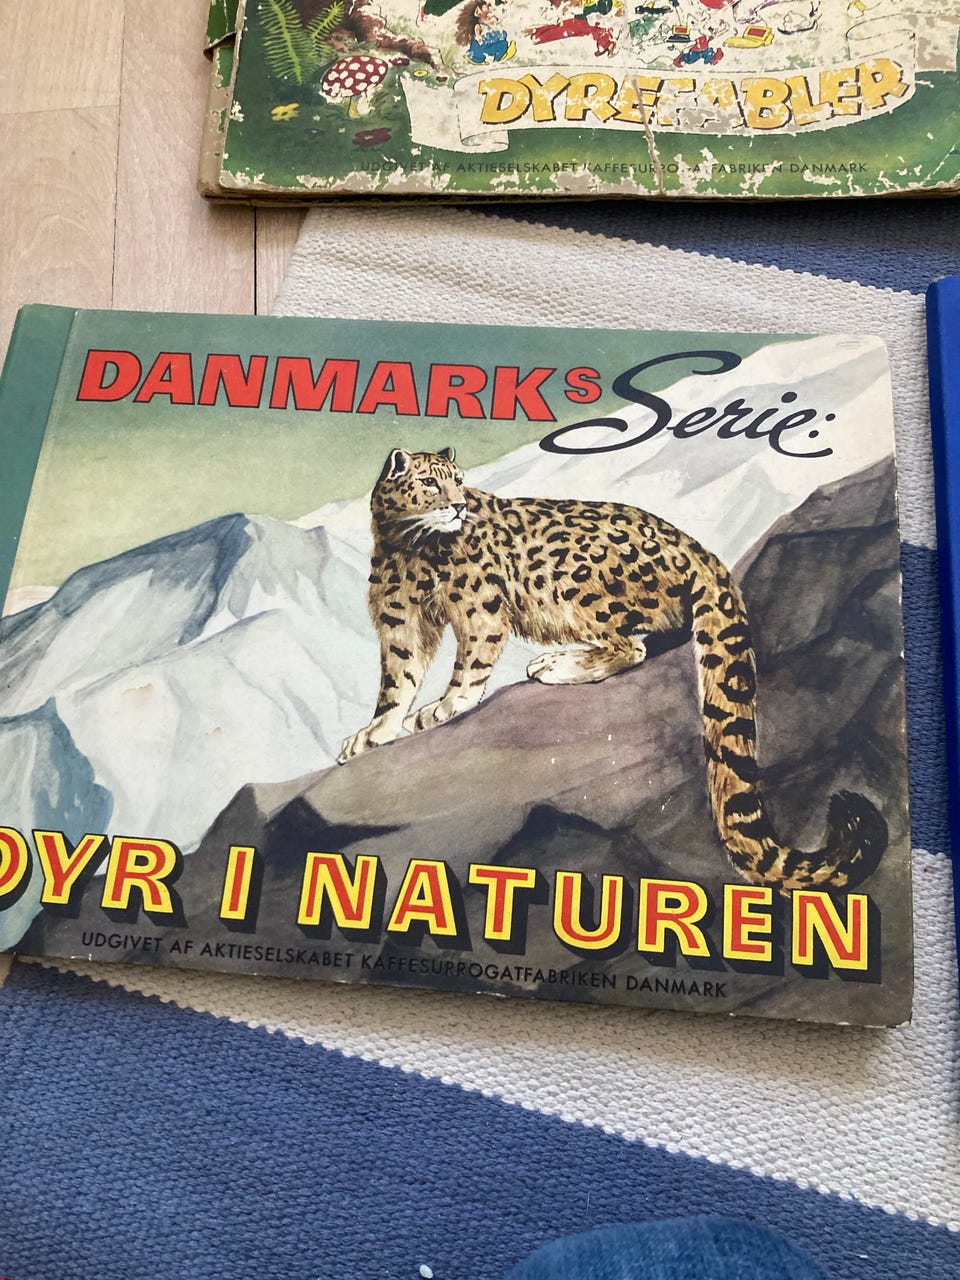 DYREFABLER
UDGIVET AF AKTIESELSKABET KAFFESURROGATFABRIKEN DANMARK
DANMARKS Serie:
DYR I NATUREN
UDGIVET AF AKTIESELSKABET KAFFESURROGATFABRIKEN DANMARK